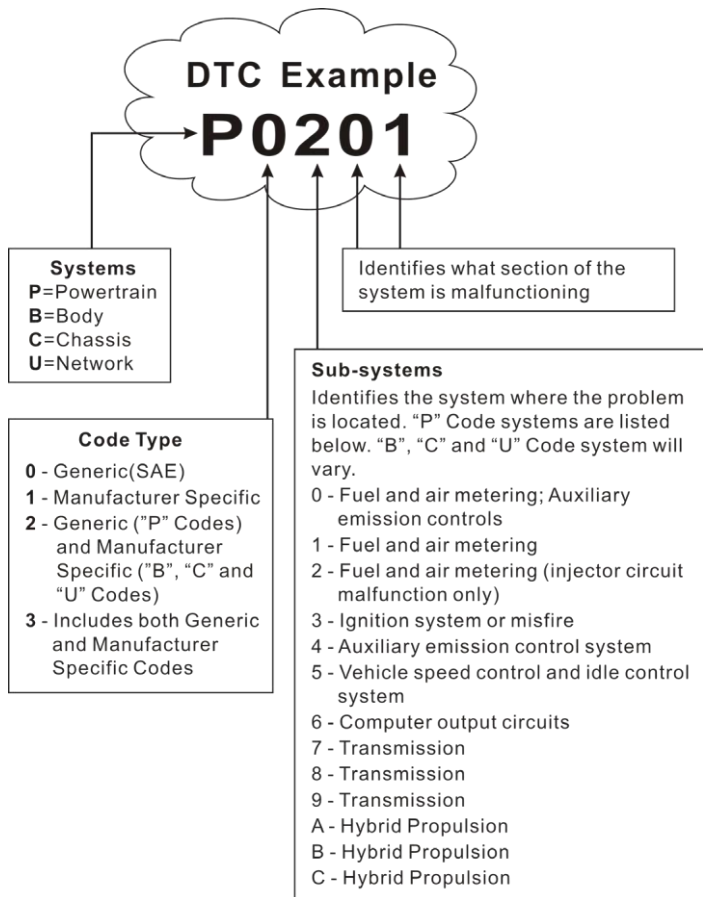 DTC Example
P0201
Systems
P=Powertrain
B=Body
C=Chassis
U=Network
Identifies what section of the
system is malfunctioning
Code Type
0 - Generic(SAE)
1 - Manufacturer Specific
2 - Generic (”P” Codes)
and Manufacturer
Specific (”B”, “C” and
“U” Codes)
3 - Includes both Generic
and Manufacturer
Specific Codes
Sub-systems
Identifies the system where the problem
is located. “P” Code systems are listed
below. “B”, “C” and “U” Code system will
vary.
0 - Fuel and air metering; Auxiliary
emission controls
1 - Fuel and air metering
2 - Fuel and air metering (injector circuit
malfunction only)
3 - Ignition system or misfire
4 - Auxiliary emission control system
5 - Vehicle speed control and idle control
system
6 - Computer output circuits
7 - Transmission
8 - Transmission
9 - Transmission
A - Hybrid Propulsion
B - Hybrid Propulsion
C - Hybrid Propulsion